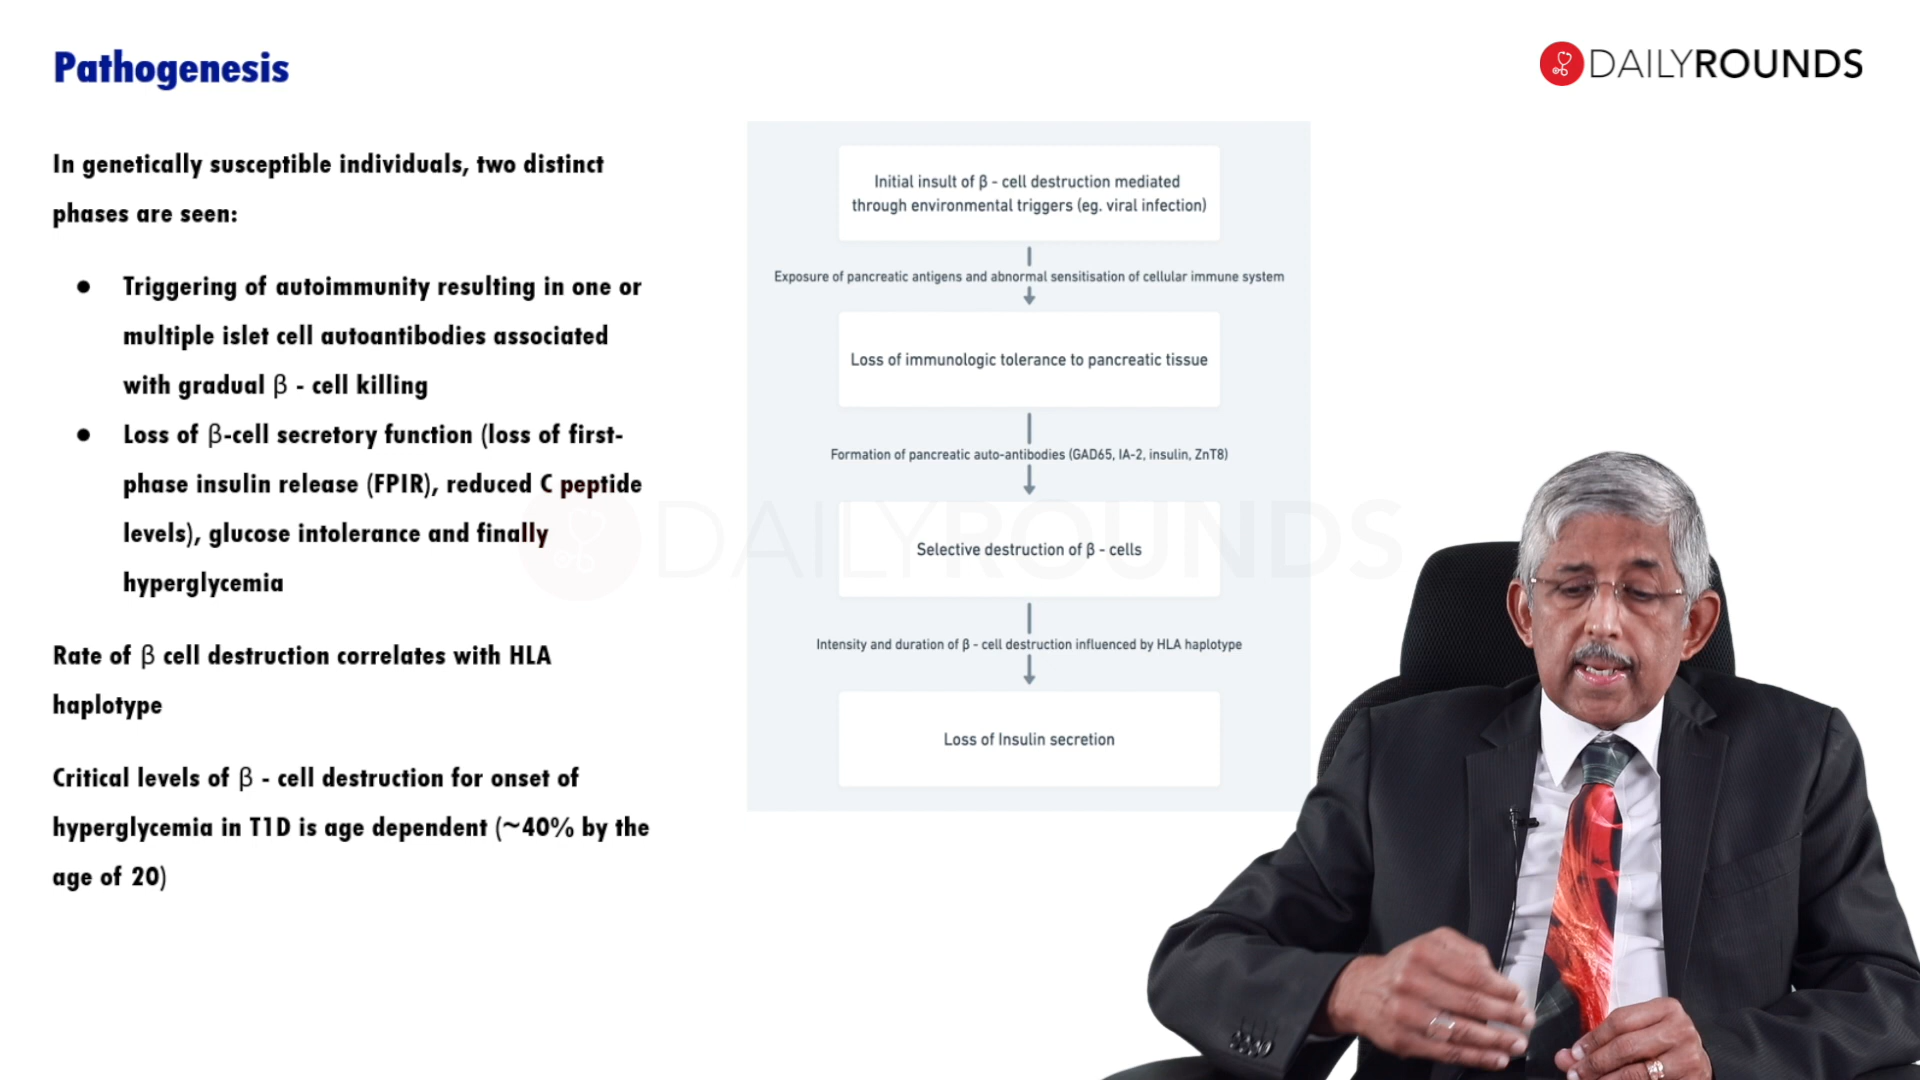 Pathogenesis
DAILYROUNDS
In genetically susceptible individuals, two distinct
phases are seen:
● Triggering of autoimmunity resulting in one or
multiple islet cell autoantibodies associated
with gradual β - cell killing
● Loss of β-cell secretory function (loss of first-
phase insulin release (FPIR), reduced C peptide
levels), glucose intolerance and finally
hyperglycemia
Rate of β cell destruction correlates with HLA
haplotype
Critical levels of β - cell destruction for onset of
hyperglycemia in T1D is age dependent (~40% by the
age of 20)
Initial insult of β - cell destruction mediated
through environmental triggers (eg. viral infection)
Exposure of pancreatic antigens and abnormal sensitisation of cellular immune system
Loss of immunologic tolerance to pancreatic tissue
Formation of pancreatic auto-antibodies (GAD65, IA-2, insulin, ZnT8)
Selective destruction of β - cells
Intensity and duration of β - cell destruction influenced by HLA haplotype
Loss of Insulin secretion
DAILYROUNDS